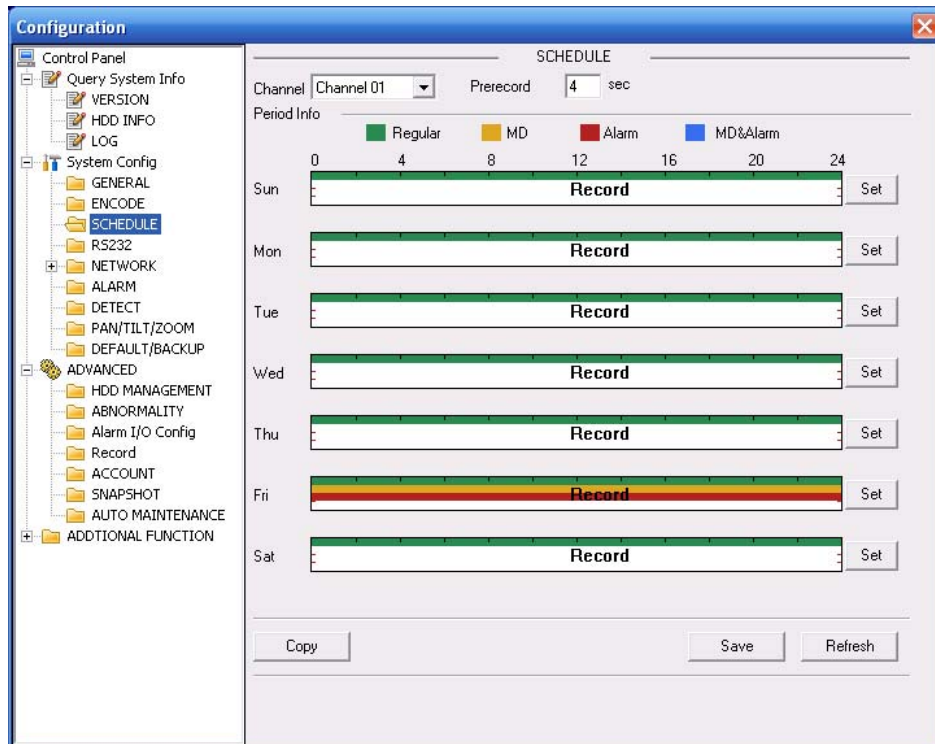 Configuration
Control Panel
Query System Info
VERSION
HDD INFO
LOG
System Config
GENERAL
ENCODE
SCHEDULE
RS232
NETWORK
ALARM
DETECT
PAN/TILT/ZOOM
DEFAULT/BACKUP
ADVANCED
HDD MANAGEMENT
ABNORMALITY
Alarm I/O Config
Record
ACCOUNT
SNAPSHOT
AUTO MAINTENANCE
ADDTIONAL FUNCTION
SCHEDULE
Channel Channel 01 Prerecord 4 sec
Period Info
Regular MD Alarm MD&Alarm
0 4 8 12 16 20 24
Sun Record Set
Mon Record Set
Tue Record Set
Wed Record Set
Thu Record Set
Fri Record Set
Sat Record Set
Copy Save Refresh